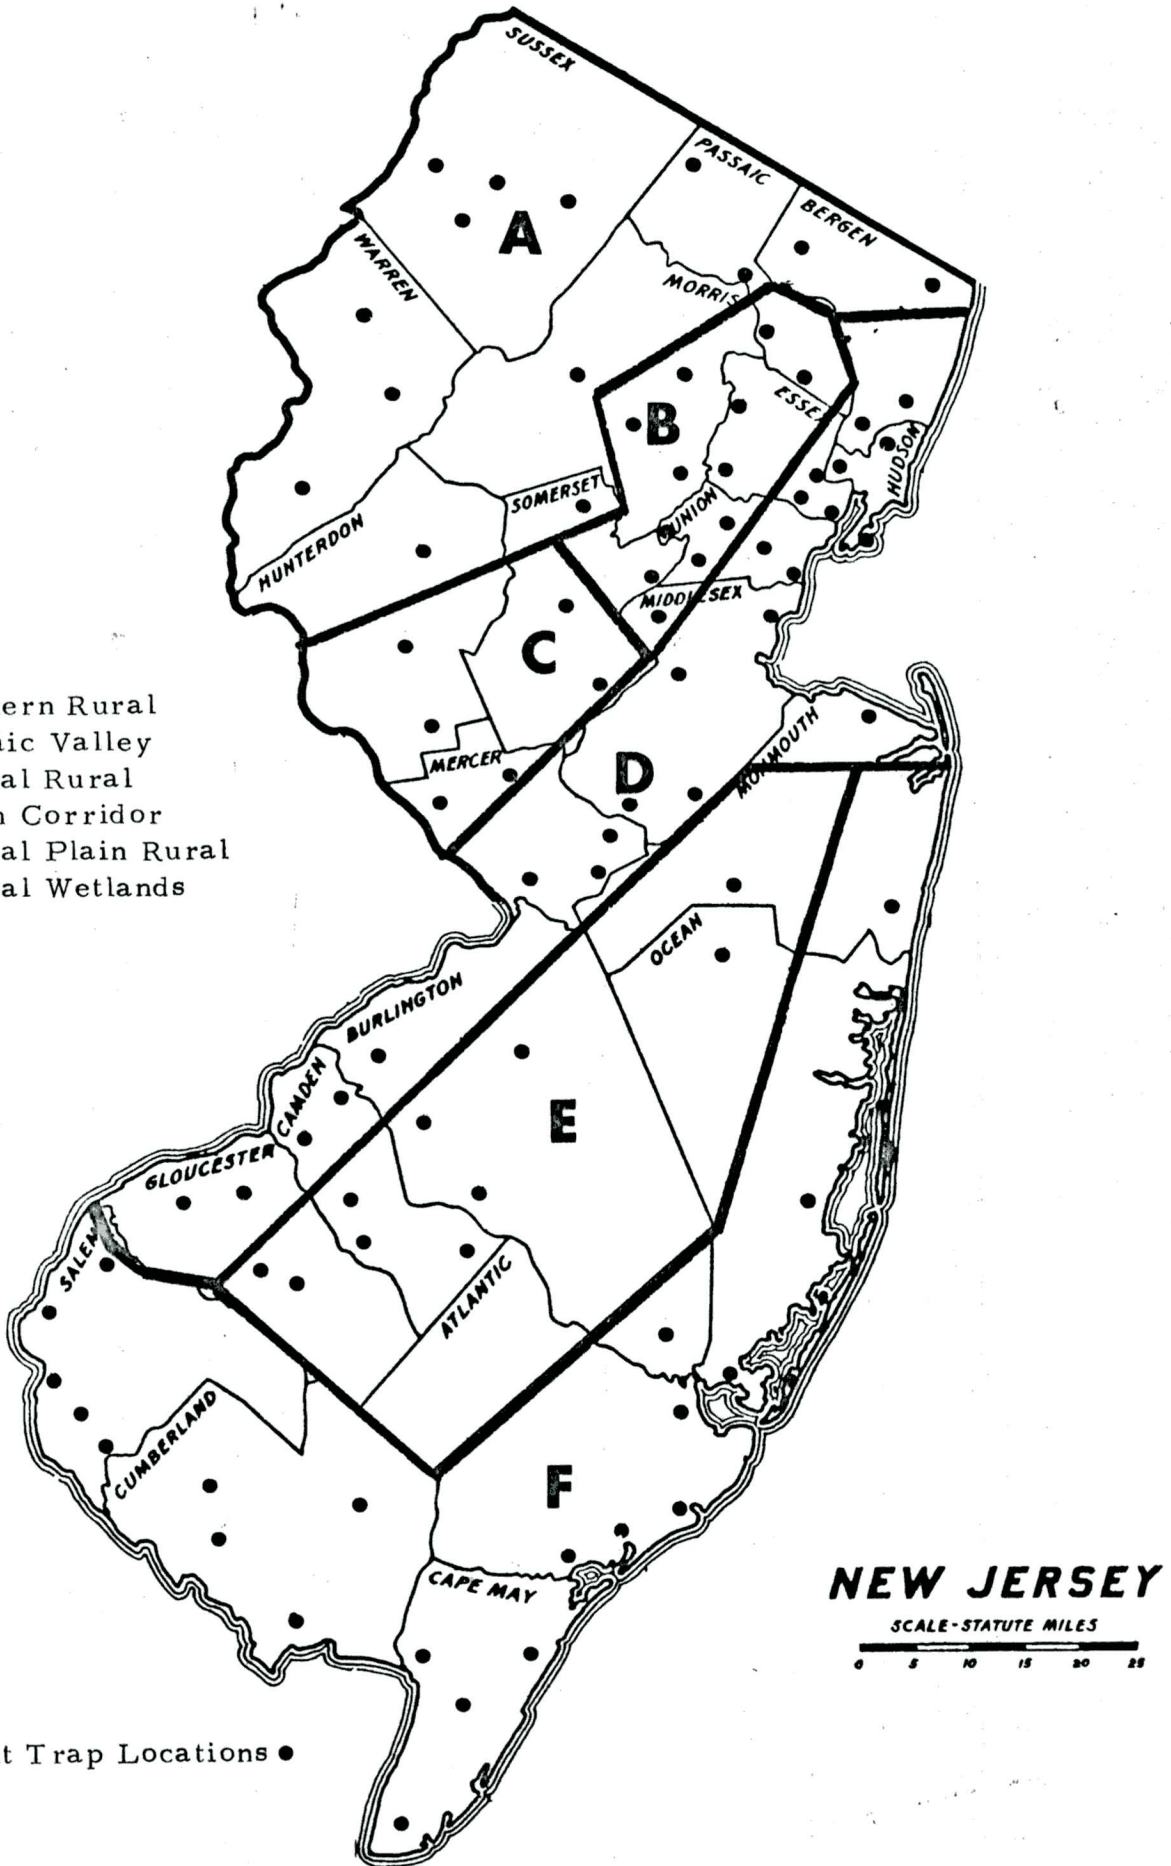 SUSSEX
PASSAIC
BERGEN
A
WARREN
MORRIS
B
ESSEX
HUDSON
SOMERSET
UNION
HUNTERDON
MIDDLESEX
C
ern Rural
ic Valley
al Rural
Corridor
al Plain Rural
al Wetlands
MERCER
D
MONMOUTH
OCEAN
BURLINGTON
CAMDEN
E
GLOUCESTER
SALEM
ATLANTIC
CUMBERLAND
F
CAPE MAY
NEW JERSEY
SCALE-STATUTE MILES
0 5 10 15 20 25
t Trap Locations ●